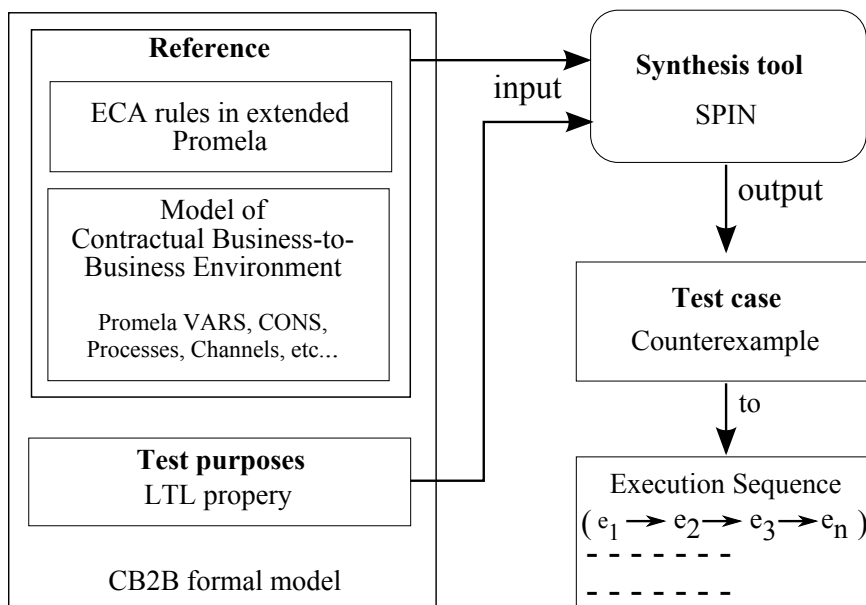 Reference
ECA rules in extended
Promela
Model of
Contractual Business-to-
Business Environment
Promela VARS, CONS,
Processes, Channels, etc...
Test purposes
LTL propery
CB2B formal model
input
Synthesis tool
SPIN
output
Test case
Counterexample
to
Execution Sequence
( e1 → e2 → e3 → en )